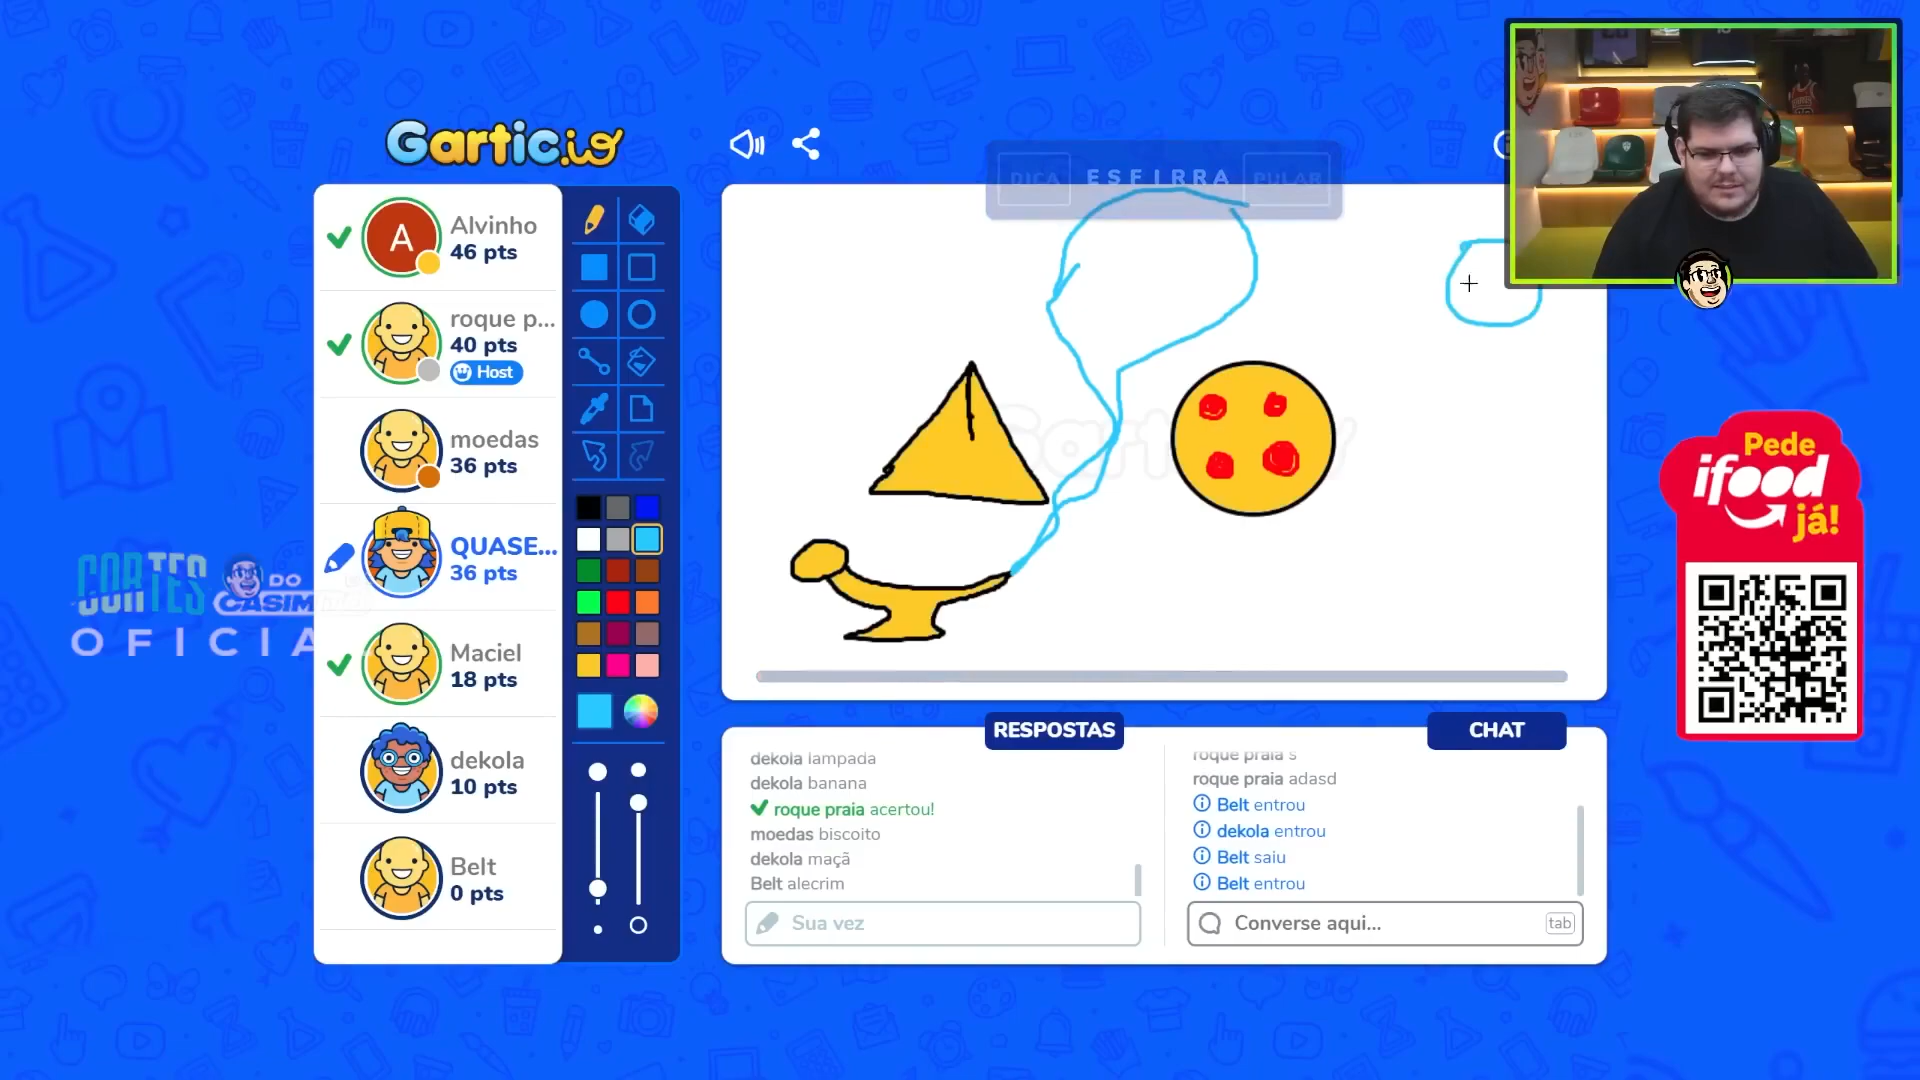 Gartic.io
DICA
ESFIRRA
PULAR
A
Alvinho
46 pts
roque p...
40 pts
Host
moedas
36 pts
QUASE...
36 pts
Maciel
18 pts
dekola
10 pts
Belt
0 pts
CORTES DO
CASIMITO
OFICIA
RESPOSTAS
dekola lampada
dekola banana
roque praia acertou!
moedas biscoito
dekola maçã
Belt alecrim
Sua vez
CHAT
roque praia s
roque praia adasd
Belt entrou
dekola entrou
Belt saiu
Belt entrou
Converse aqui...
tab
Pede
ifood
já!